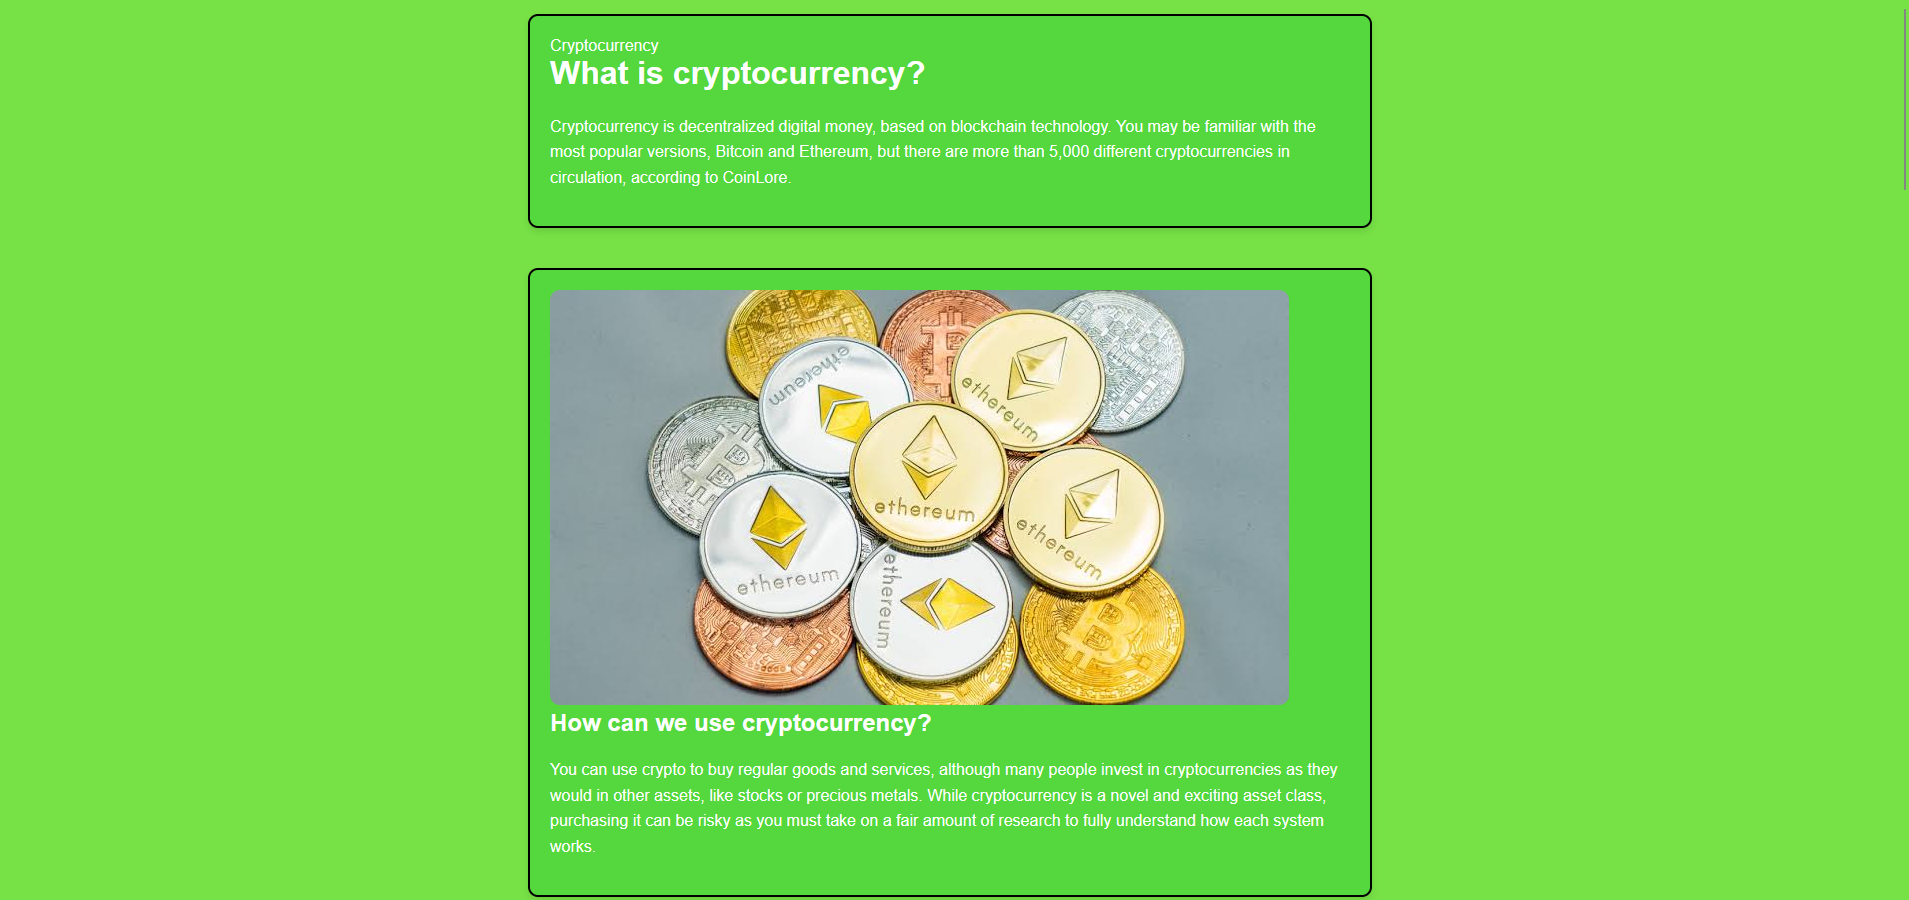 Cryptocurrency
What is cryptocurrency?
Cryptocurrency is decentralized digital money, based on blockchain technology. You may be familiar with the
most popular versions, Bitcoin and Ethereum, but there are more than 5,000 different cryptocurrencies in
circulation, according to CoinLore.
ethereum
ethereum
ethereum
ethereum
ethereum
ethereum
How can we use cryptocurrency?
You can use crypto to buy regular goods and services, although many people invest in cryptocurrencies as they
would in other assets, like stocks or precious metals. While cryptocurrency is a novel and exciting asset class,
purchasing it can be risky as you must take on a fair amount of research to fully understand how each system
works.